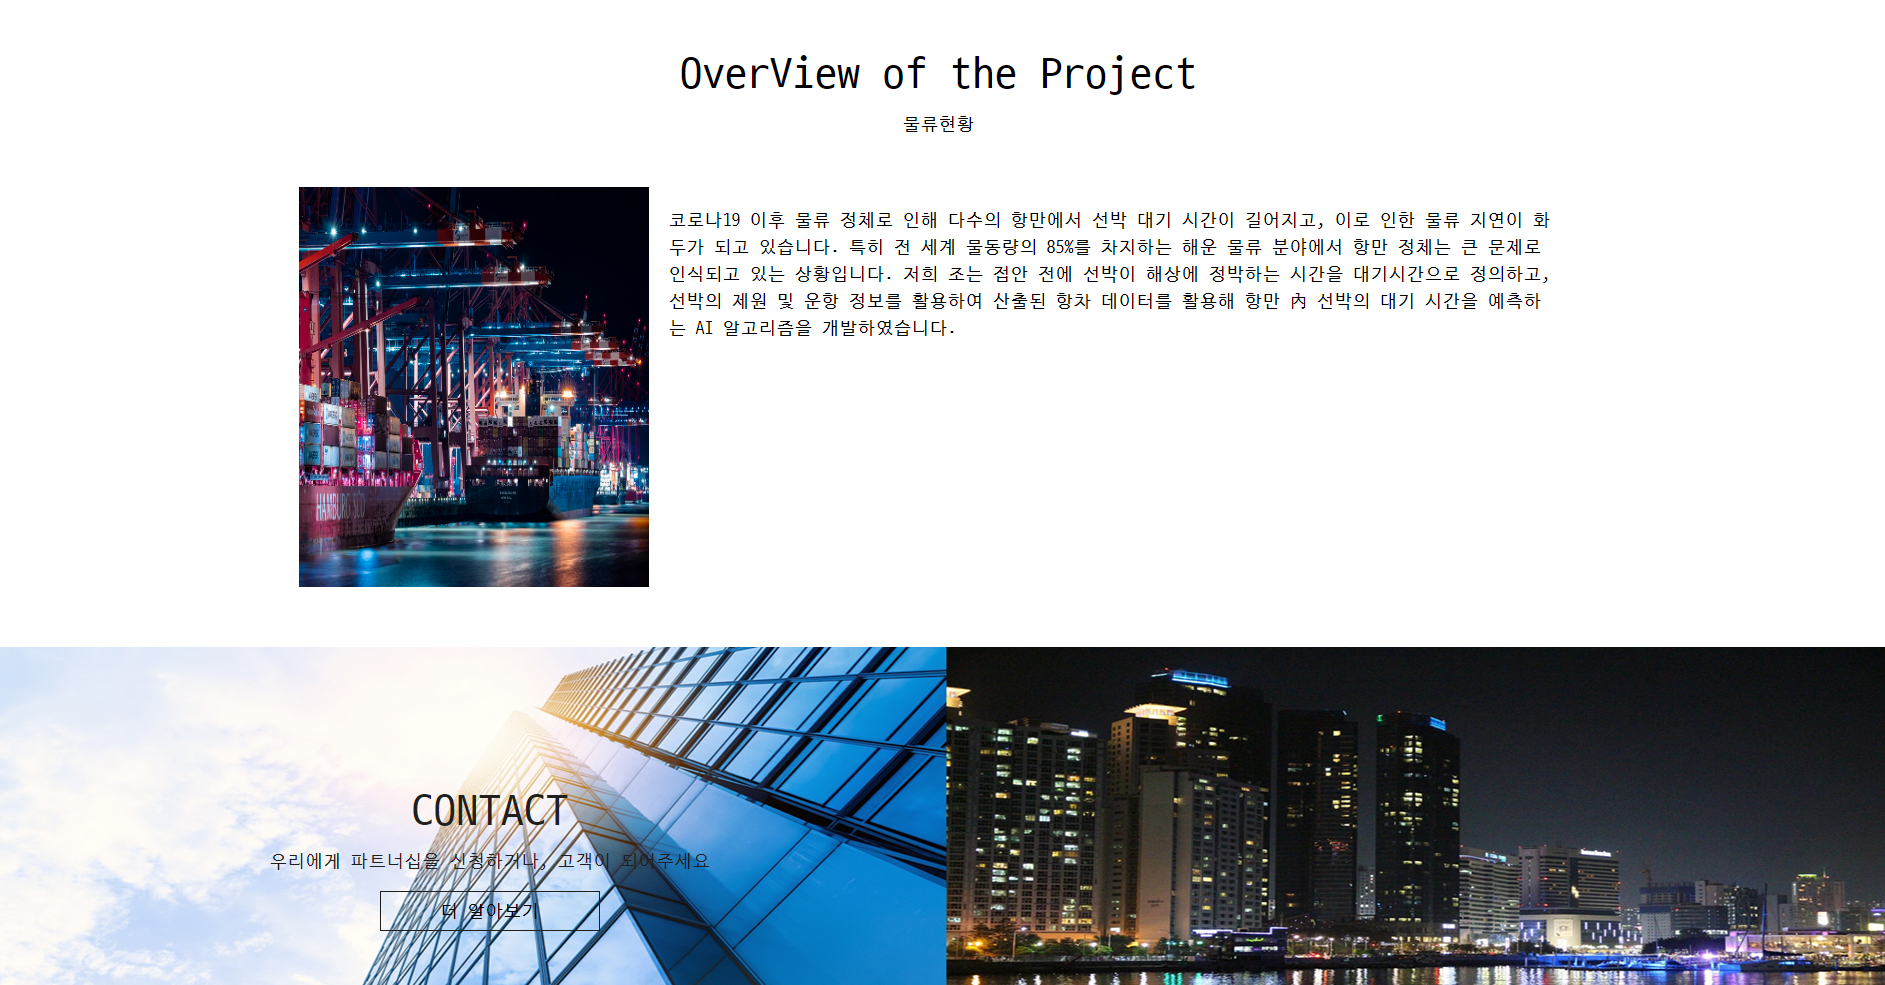 OverView of the Project
물류현황
코로나19 이후 물류 정체로 인해 다수의 항만에서 선박 대기 시간이 길어지고, 이로 인한 물류 지연이 화
두가 되고 있습니다. 특히 전 세계 물동량의 85%를 차지하는 해운 물류 분야에서 항만 정체는 큰 문제로
인식되고 있는 상황입니다. 저희 조는 접안 전에 선박이 해상에 정박하는 시간을 대기시간으로 정의하고,
선박의 제원 및 운항 정보를 활용하여 산출된 항차 데이터를 활용해 항만 內 선박의 대기 시간을 예측하
는 AI 알고리즘을 개발하였습니다.
HAMBURG SÜD
CONTACT
우리에게 파트너십을 신청하거나, 고객이 되어주세요
더 알아보기